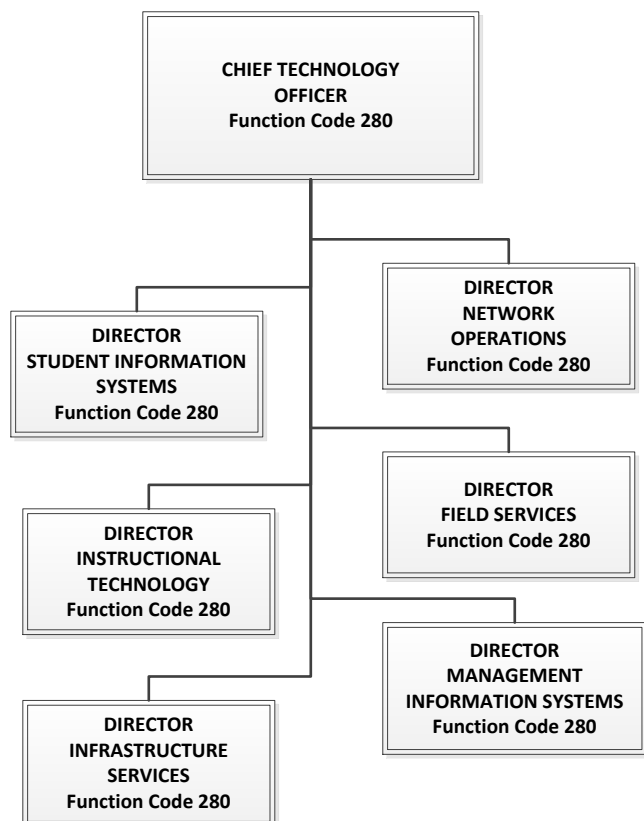 CHIEF TECHNOLOGY
OFFICER
Function Code 280
DIRECTOR
NETWORK
OPERATIONS
Function Code 280
DIRECTOR
STUDENT INFORMATION
SYSTEMS
Function Code 280
DIRECTOR
FIELD SERVICES
Function Code 280
DIRECTOR
INSTRUCTIONAL
TECHNOLOGY
Function Code 280
DIRECTOR
MANAGEMENT
INFORMATION SYSTEMS
Function Code 280
DIRECTOR
INFRASTRUCTURE
SERVICES
Function Code 280